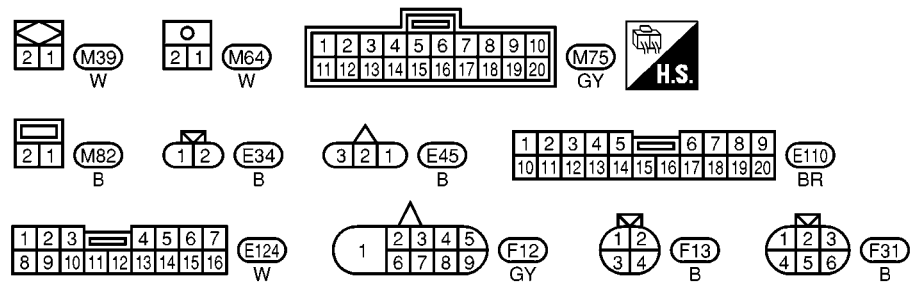 2 1 M39 W
2 1 M64 W
1 2 3 4 5 6 7 8 9 10
11 12 13 14 15 16 17 18 19 20
M75 GY
H.S.
2 1 M82 B
1 2 E34 B
3 2 1 E45 B
1 2 3 4 5 6 7 8 9
10 11 12 13 14 15 16 17 18 19 20
E110 BR
1 2 3 4 5 6 7
8 9 10 11 12 13 14 15 16
E124 W
1
2 3 4 5
6 7 8 9
F12 GY
1 2
3 4
F13 B
1 2 3
4 5 6
F31 B